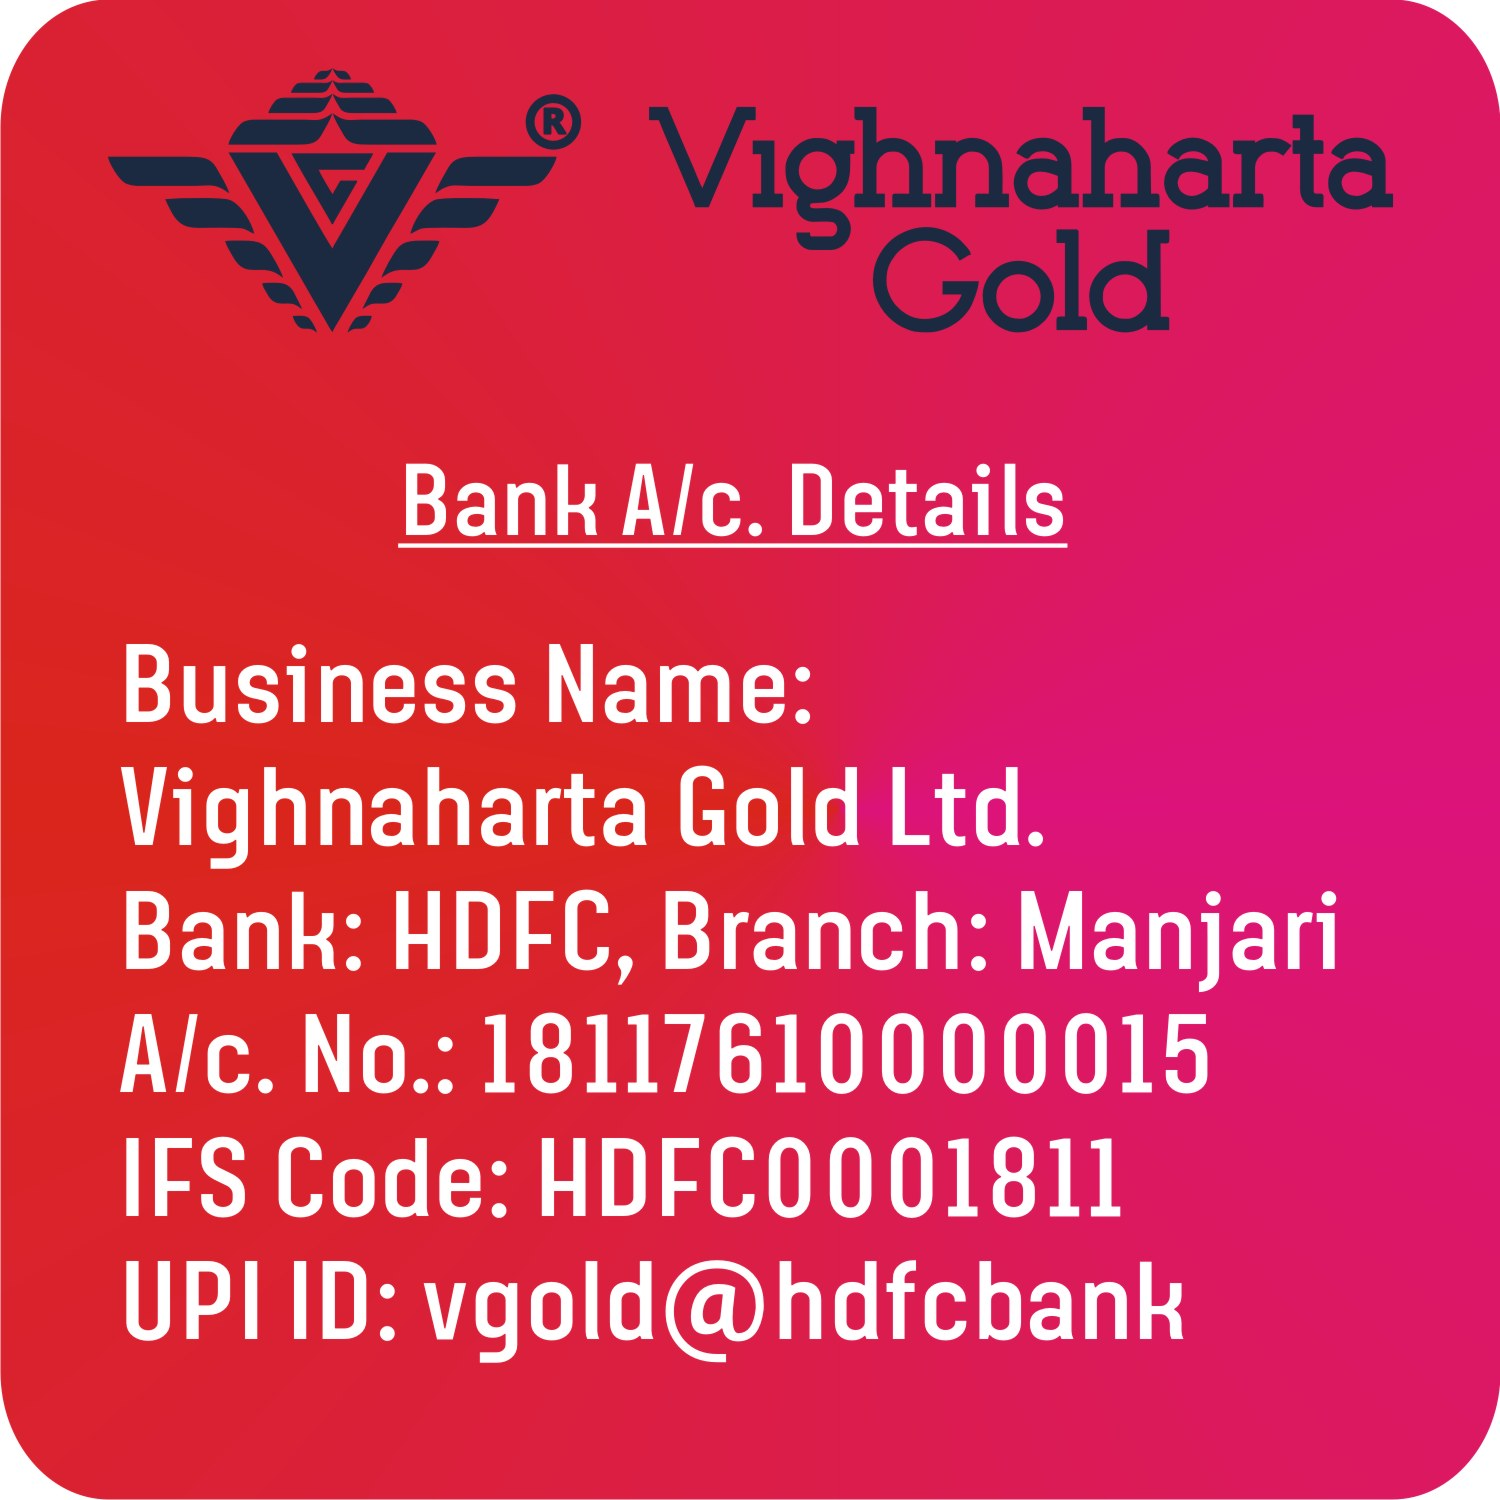 ®
Vighnaharta
Gold
Bank A/c. Details
Business Name:
Vighnaharta Gold Ltd.
Bank: HDFC, Branch: Manjari
A/c. No.: 18117610000015
IFS Code: HDFC0001811
UPI ID: vgold@hdfcbank